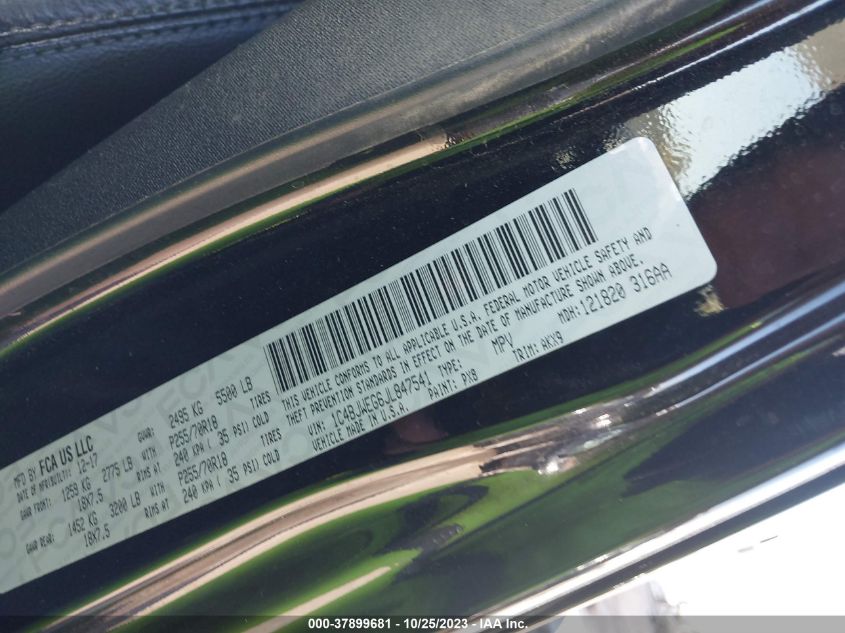 MFD BY FCA US LLC
DATE OF MFR(BUILT): 12-17 GVWR: 2495 KG 5500 LB
GAWR FRONT: 1259 KG 2775 LB WITH P255/70R18 TIRES
18X7.5 RIMS AT 240 KPA ( 35 PSI) COLD
GAWR REAR: 1452 KG 3200 LB WITH P255/70R18 TIRES
18X7.5 RIMS AT 240 KPA ( 35 PSI) COLD
THIS VEHICLE CONFORMS TO ALL APPLICABLE U.S.A. FEDERAL MOTOR VEHICLE SAFETY AND
THEFT PREVENTION STANDARDS IN EFFECT ON THE DATE OF MANUFACTURE SHOWN ABOVE.
VIN: 1C4BJWEG6JL847541 TYPE: MPV MDH: 121820 316AA
VEHICLE MADE IN U.S.A. PAINT: PX8 TRIM: AKX9
000-37899681 - 10/25/2023 - IAA Inc.